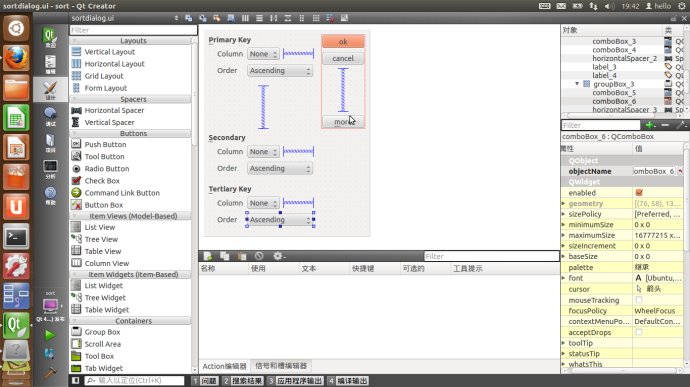 sortdialog.ui - sort - Qt Creator
19:42
hello
sortdialog.ui
Filter
Layouts
Vertical Layout
Horizontal Layout
Grid Layout
Form Layout
Spacers
Horizontal Spacer
Vertical Spacer
Buttons
Push Button
Tool Button
Radio Button
Check Box
Command Link Button
Button Box
Item Views (Model-Based)
List View
Tree View
Table View
Column View
Item Widgets (Item-Based)
List Widget
Tree Widget
Table Widget
Containers
Group Box
Scroll Area
Tool Box
Tab Widget
欢迎
编辑
设计
调试
项目
分析
帮助
sort
Qt 4...) 发布
Primary Key
Column None
Order Ascending
ok
cancel
more
Secondary
Column None
Order Ascending
Tertiary Key
Column None
Order Ascending
Filter
名称 使用 文本 快捷键 可选的 工具提示
Action编辑器 信号和槽编辑器
对象 类
comboBox_3
comboBox_4
horizontalSpacer_2
label_3
label_4
groupBox_3
comboBox_5
comboBox_6
horizontalSpacer_3
Filter
comboBox_6 : QComboBox
属性 值
QObject
objectName omboBox_6
QWidget
enabled
geometry [(76, 58), 13...
sizePolicy [Preferred, ...
minimumSize 0 x 0
maximumSize 16777215 x...
sizeIncrement 0 x 0
baseSize 0 x 0
palette 继承
font [Ubuntu,...
cursor 箭头
mouseTracking
focusPolicy WheelFocus
contextMenuPo... DefaultCon...
acceptDrops
toolTip
statusTip
whatsThis
输入以定位(Ctrl+K)
1 问题 2 搜索结果 3 应用程序输出 4 编译输出